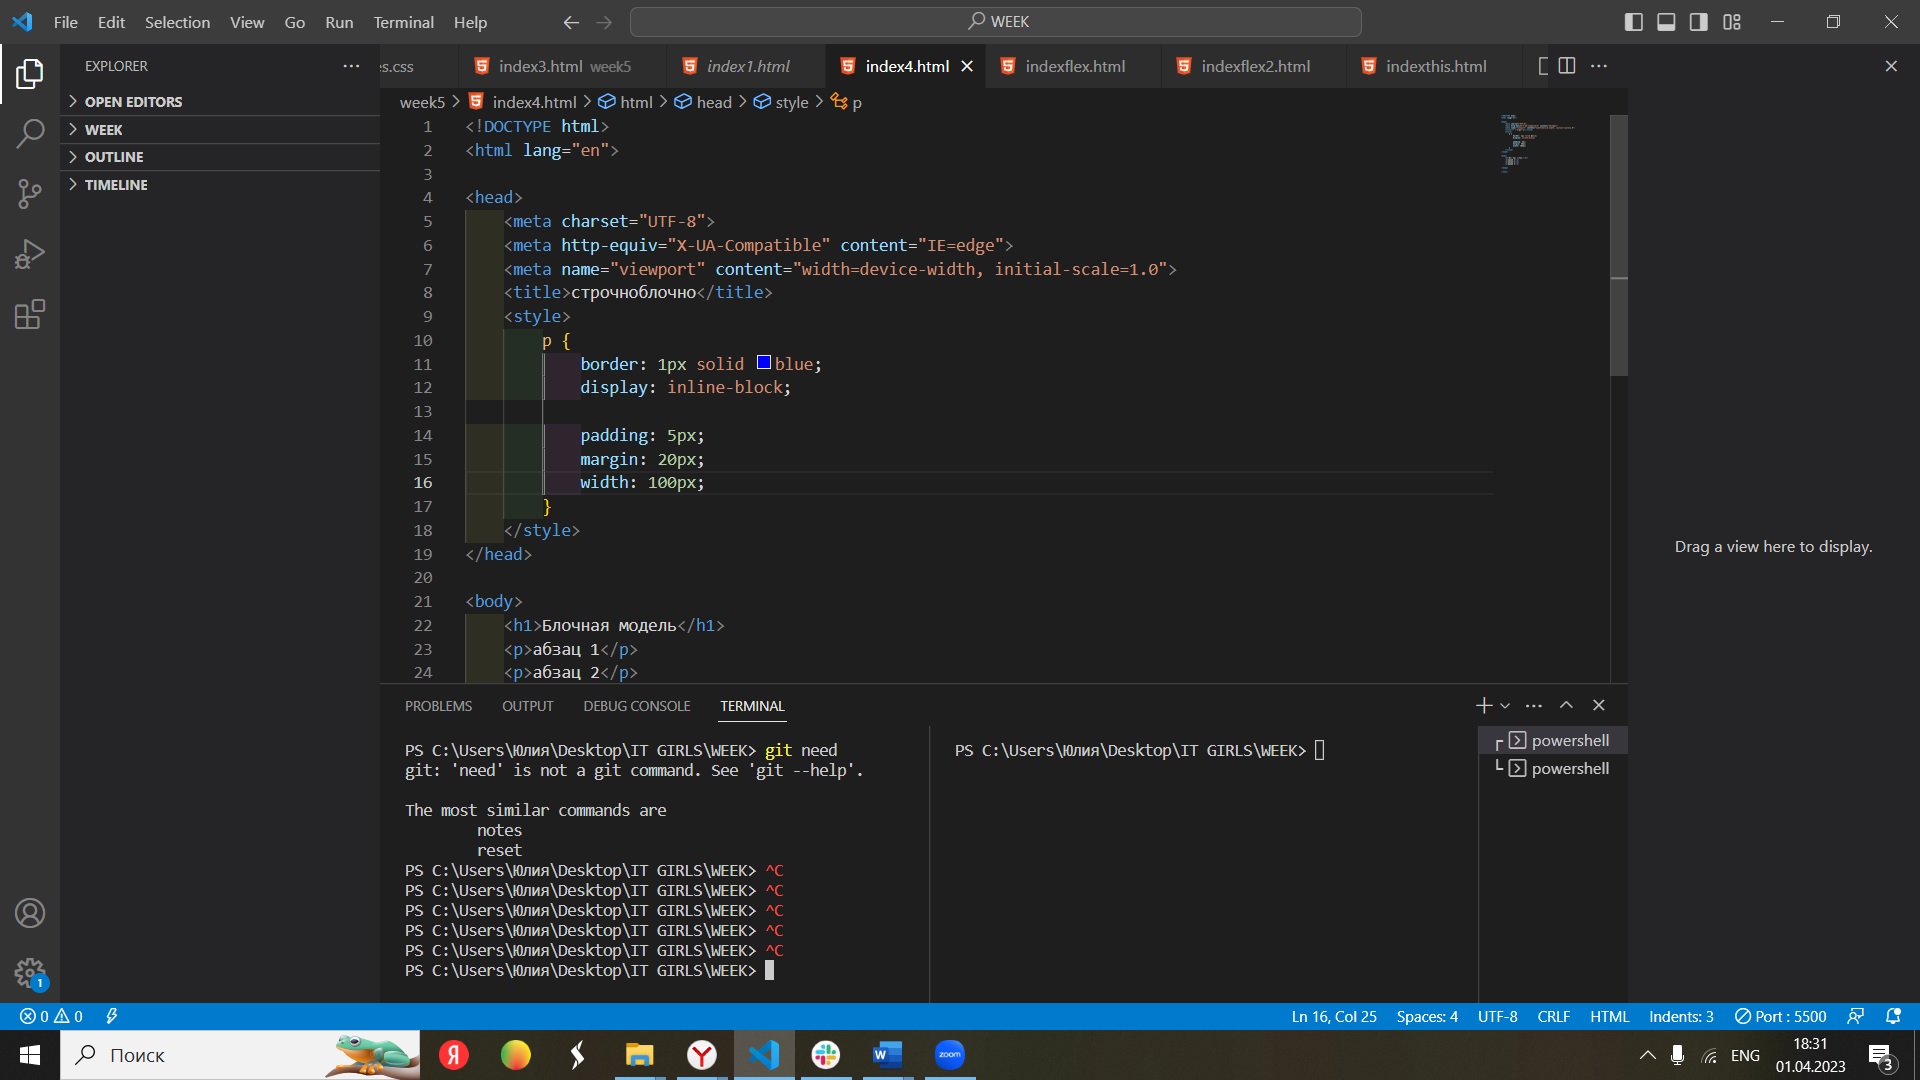 File Edit Selection View Go Run Terminal Help
WEEK
EXPLORER
OPEN EDITORS
WEEK
OUTLINE
TIMELINE
s.css index3.html week5 index1.html index4.html indexflex.html indexflex2.html indexthis.html
week5 > index4.html > html > head > style > p
1 <!DOCTYPE html>
2 <html lang="en">
3
4 <head>
5 <meta charset="UTF-8">
6 <meta http-equiv="X-UA-Compatible" content="IE=edge">
7 <meta name="viewport" content="width=device-width, initial-scale=1.0">
8 <title>строчноблочно</title>
9 <style>
10 p {
11 border: 1px solid blue;
12 display: inline-block;
13
14 padding: 5px;
15 margin: 20px;
16 width: 100px;
17 }
18 </style>
19 </head>
20
21 <body>
22 <h1>Блочная модель</h1>
23 <p>абзац 1</p>
24 <p>абзац 2</p>
Drag a view here to display.
PROBLEMS OUTPUT DEBUG CONSOLE TERMINAL
PS C:\Users\Юлия\Desktop\IT GIRLS\WEEK> git need
git: 'need' is not a git command. See 'git --help'.
The most similar commands are
notes
reset
PS C:\Users\Юлия\Desktop\IT GIRLS\WEEK> ^C
PS C:\Users\Юлия\Desktop\IT GIRLS\WEEK> ^C
PS C:\Users\Юлия\Desktop\IT GIRLS\WEEK> ^C
PS C:\Users\Юлия\Desktop\IT GIRLS\WEEK> ^C
PS C:\Users\Юлия\Desktop\IT GIRLS\WEEK> ^C
PS C:\Users\Юлия\Desktop\IT GIRLS\WEEK>
PS C:\Users\Юлия\Desktop\IT GIRLS\WEEK>
powershell
powershell
1
0 0 Ln 16, Col 25 Spaces: 4 UTF-8 CRLF HTML Indents: 3 Port : 5500
Поиск
Я
W
zoom
ENG
18:31
01.04.2023
3